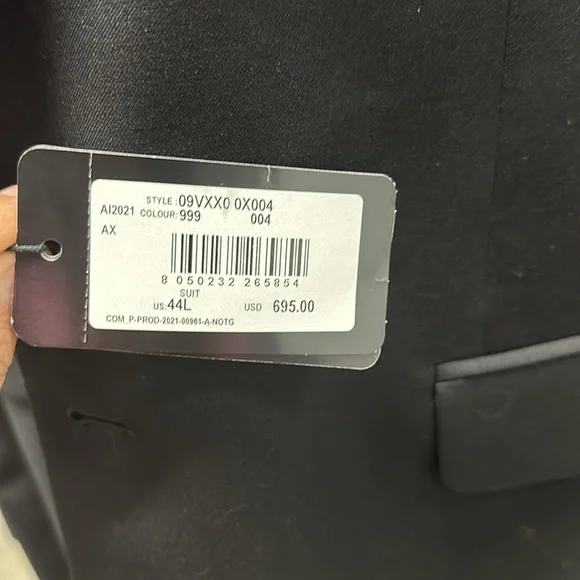 STYLE: 09VXX0 0X004
AI2021 COLOUR: 999 004
AX
8 050232 265854
SUIT
US: 44L USD 695.00
COM_P-PROD-2021-00961-A-NOTG